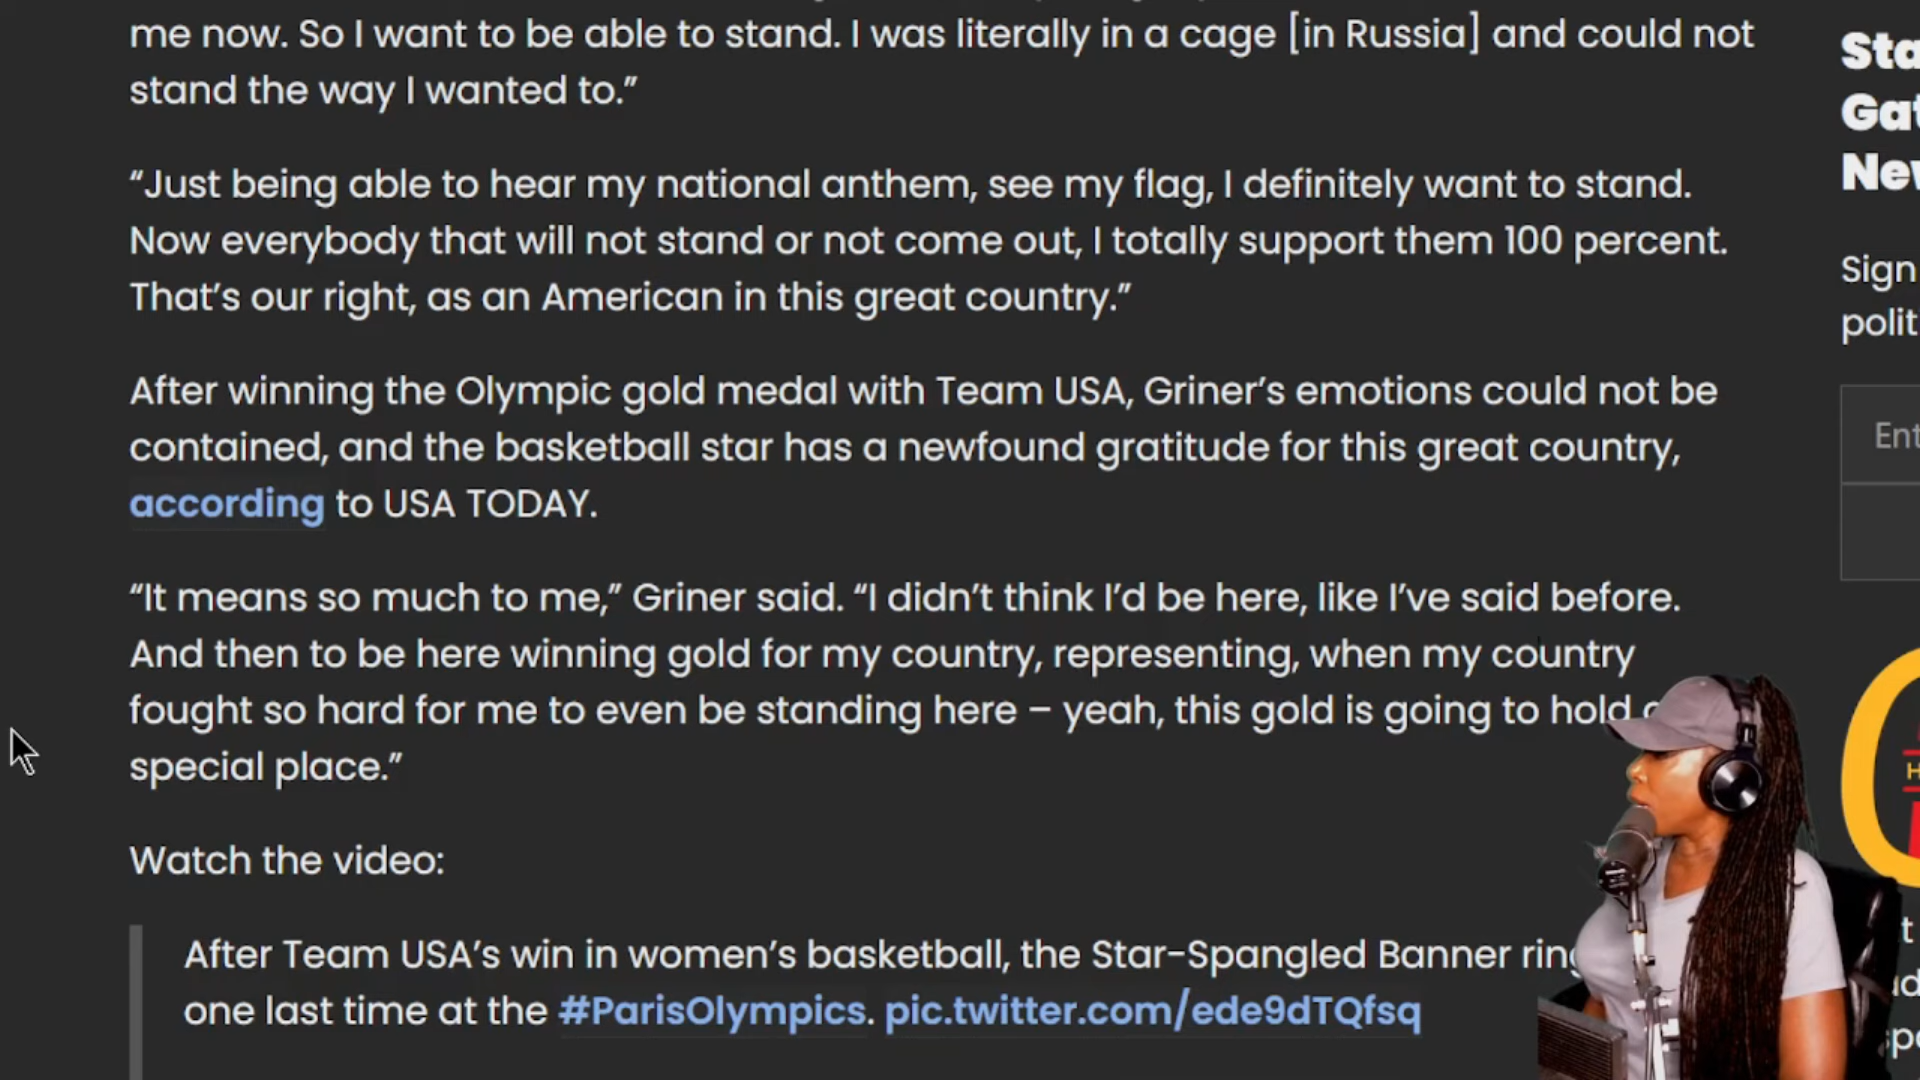 me now. So I want to be able to stand. I was literally in a cage [in Russia] and could not
stand the way I wanted to.”
“Just being able to hear my national anthem, see my flag, I definitely want to stand.
Now everybody that will not stand or not come out, I totally support them 100 percent.
That’s our right, as an American in this great country.”
After winning the Olympic gold medal with Team USA, Griner’s emotions could not be
contained, and the basketball star has a newfound gratitude for this great country,
according to USA TODAY.
“It means so much to me,” Griner said. “I didn’t think I’d be here, like I’ve said before.
And then to be here winning gold for my country, representing, when my country
fought so hard for me to even be standing here – yeah, this gold is going to hold
special place.”
Watch the video:
After Team USA’s win in women’s basketball, the Star-Spangled Banner
one last time at the #ParisOlympics. pic.twitter.com/ede9dTQfsq
Sign